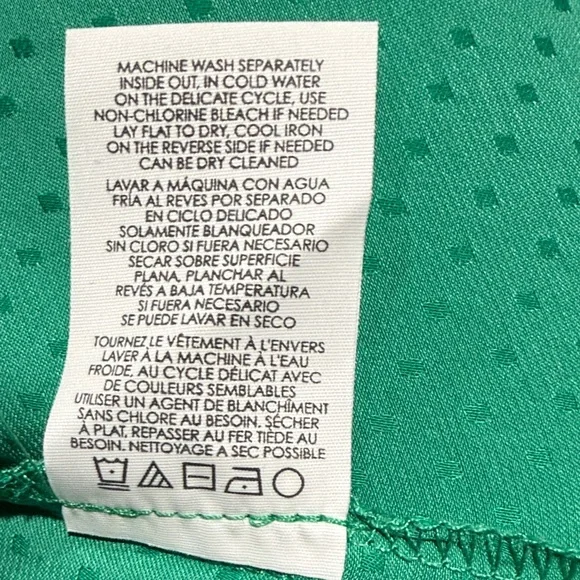 MACHINE WASH SEPARATELY
INSIDE OUT, IN COLD WATER
ON THE DELICATE CYCLE, USE
NON-CHLORINE BLEACH IF NEEDED
LAY FLAT TO DRY, COOL IRON
ON THE REVERSE SIDE IF NEEDED
CAN BE DRY CLEANED
LAVAR A MÁQUINA CON AGUA
FRÍA AL REVES POR SEPARADO
EN CICLO DELICADO
SOLAMENTE BLANQUEADOR
SIN CLORO SI FUERA NECESARIO
SECAR SOBRE SUPERFICIE
PLANA, PLANCHAR AL
REVÉS A BAJA TEMPERATURA
SI FUERA NECESARIO
SE PUEDE LAVAR EN SECO
TOURNEZ LE VÊTEMENT À L'ENVERS
LAVER À LA MACHINE À L'EAU
FROIDE, AU CYCLE DÉLICAT AVEC
DE COULEURS SEMBLABLES
UTILISER UN AGENT DE BLANCHIMENT
SANS CHLORE AU BESOIN. SÉCHER
À PLAT, REPASSER AU FER TIÈDE AU
BESOIN. NETTOYAGE A SEC POSSIBLE